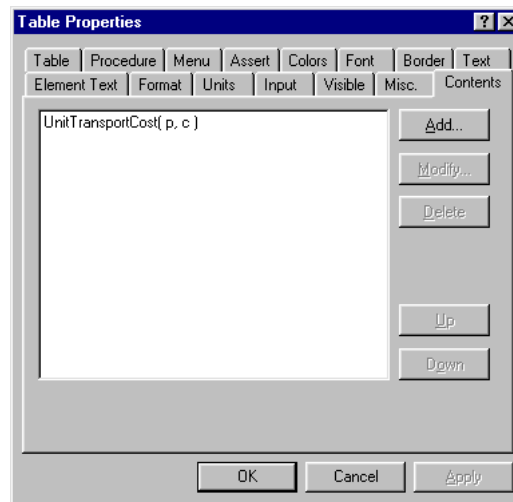 Table Properties
Table Procedure Menu Assert Colors Font Border Text
Element Text Format Units Input Visible Misc. Contents
UnitTransportCost( p, c )
Add...
Modify...
Delete
Up
Down
OK Cancel Apply